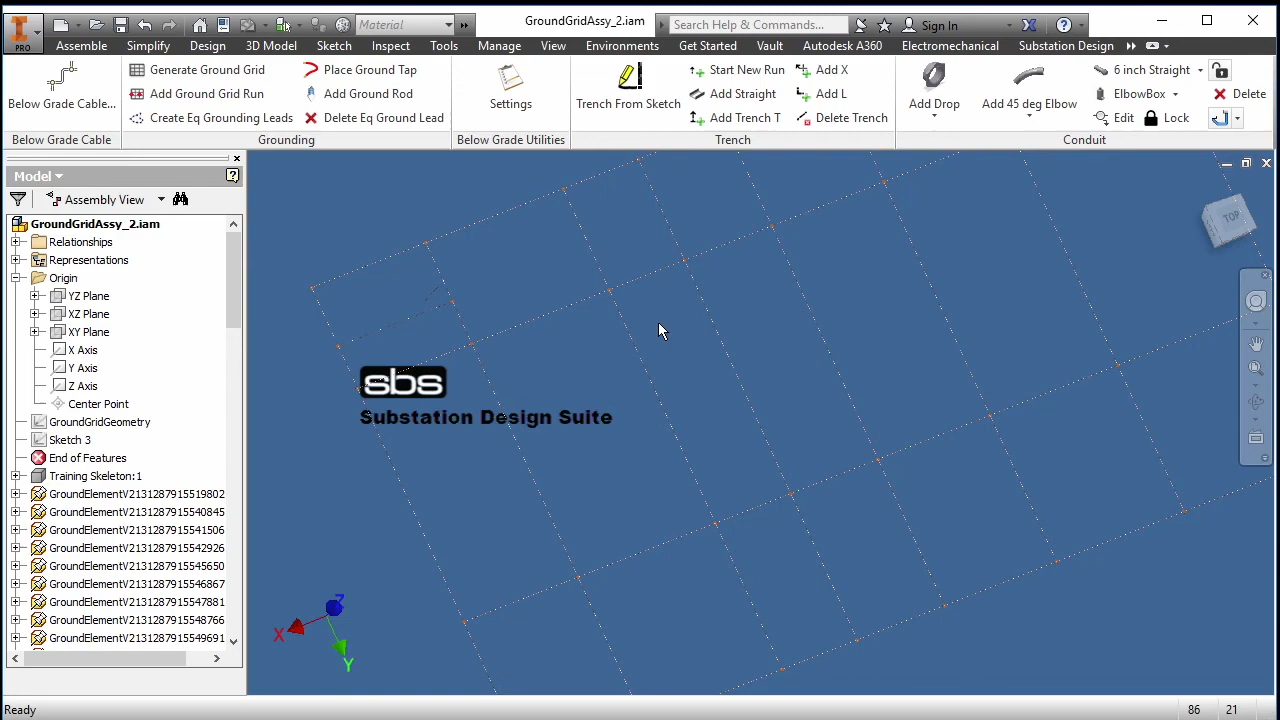 GroundGridAssy_2.iam
Material
Search Help & Commands...
Sign In
PRO
Assemble Simplify Design 3D Model Sketch Inspect Tools Manage View Environments Get Started Vault Autodesk A360 Electromechanical Substation Design
Below Grade Cable...
Generate Ground Grid
Add Ground Grid Run
Create Eq Grounding Leads
Place Ground Tap
Add Ground Rod
Delete Eq Ground Lead
Settings
Trench From Sketch
Start New Run
Add Straight
Add Trench T
Add X
Add L
Delete Trench
Add Drop
Add 45 deg Elbow
6 inch Straight
ElbowBox
Edit
Lock
Delete
Below Grade Cable Grounding Below Grade Utilities Trench Conduit
Model
Assembly View
GroundGridAssy_2.iam
Relationships
Representations
Origin
YZ Plane
XZ Plane
XY Plane
X Axis
Y Axis
Z Axis
Center Point
GroundGridGeometry
Sketch 3
End of Features
Training Skeleton:1
GroundElementV2131287915519802
GroundElementV2131287915540845
GroundElementV2131287915541506
GroundElementV2131287915542926
GroundElementV2131287915545650
GroundElementV2131287915546867
GroundElementV2131287915547881
GroundElementV2131287915548766
GroundElementV2131287915549691
TOP
sbs
Substation Design Suite
Z
X
Y
Ready
86 21